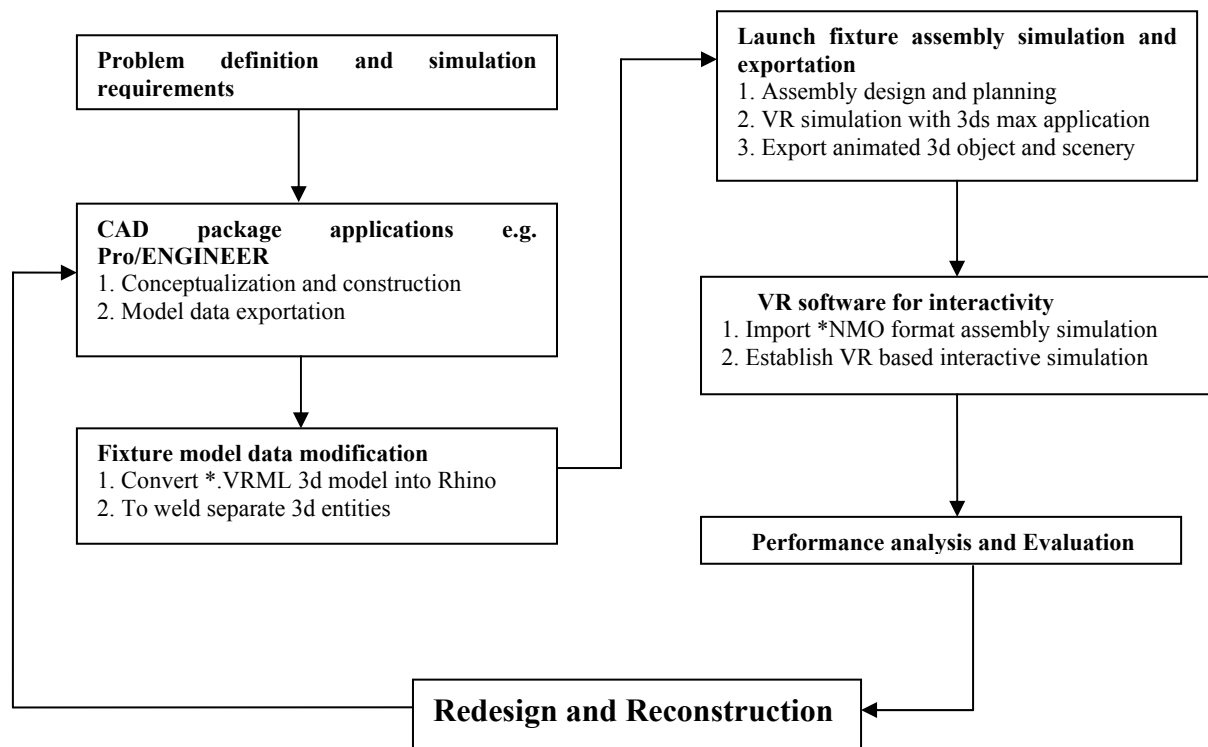 Problem definition and simulation
requirements
CAD package applications e.g.
Pro/ENGINEER
1. Conceptualization and construction
2. Model data exportation
Fixture model data modification
1. Convert *.VRML 3d model into Rhino
2. To weld separate 3d entities
Launch fixture assembly simulation and
exportation
1. Assembly design and planning
2. VR simulation with 3ds max application
3. Export animated 3d object and scenery
VR software for interactivity
1. Import *NMO format assembly simulation
2. Establish VR based interactive simulation
Performance analysis and Evaluation
Redesign and Reconstruction